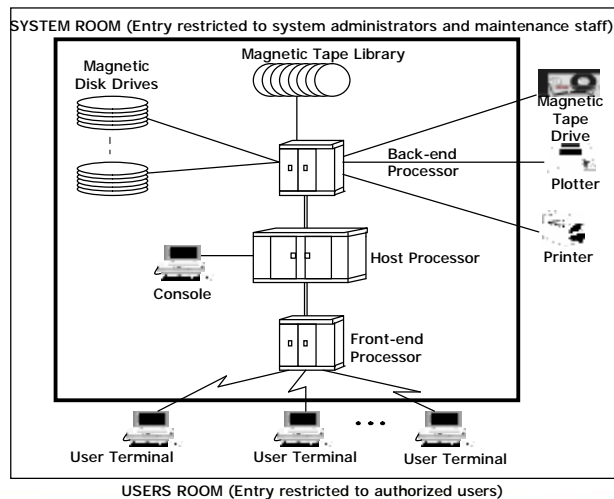 SYSTEM ROOM (Entry restricted to system administrators and maintenance staff)
Magnetic
Disk Drives
Magnetic Tape Library
Magnetic
Tape
Drive
Back-end
Processor
Plotter
Host Processor
Printer
Console
Front-end
Processor
User Terminal
User Terminal
User Terminal
USERS ROOM (Entry restricted to authorized users)